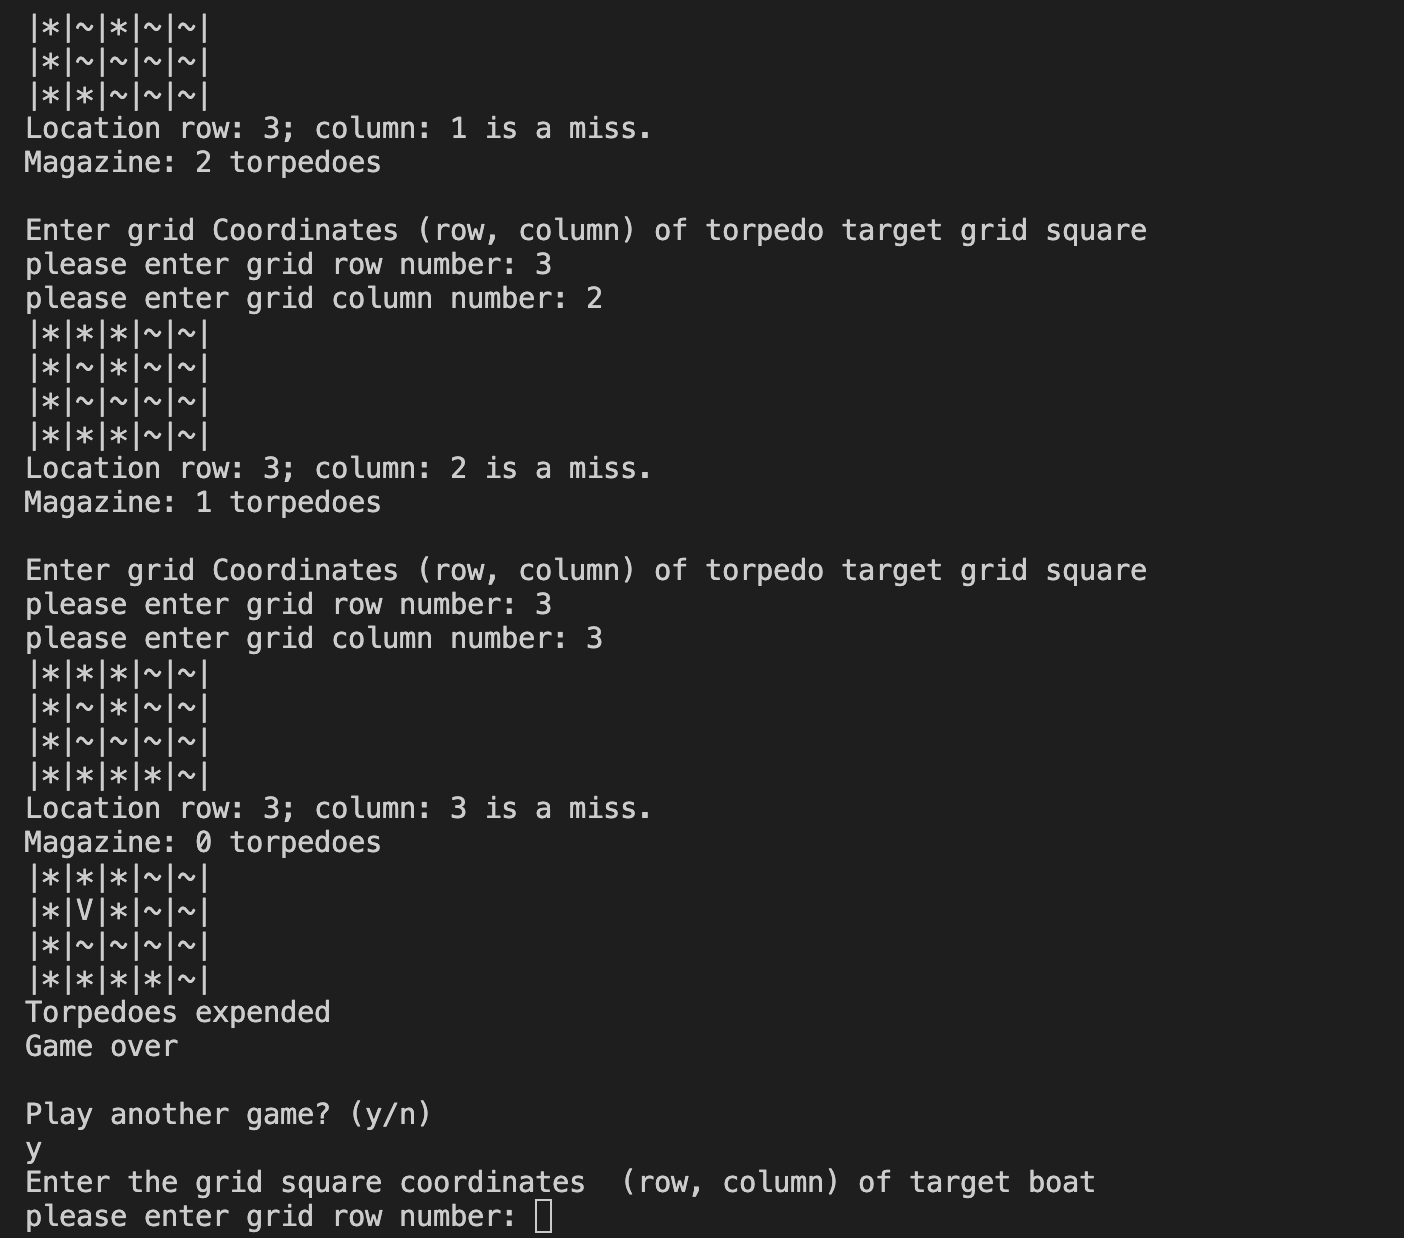 |*|~|*|~|~|
|*|~|~|~|~|
|*|*|~|~|~|
Location row: 3; column: 1 is a miss.
Magazine: 2 torpedoes

Enter grid Coordinates (row, column) of torpedo target grid square
please enter grid row number: 3
please enter grid column number: 2
|*|*|*|~|~|
|*|~|*|~|~|
|*|~|~|~|~|
|*|*|*|~|~|
Location row: 3; column: 2 is a miss.
Magazine: 1 torpedoes

Enter grid Coordinates (row, column) of torpedo target grid square
please enter grid row number: 3
please enter grid column number: 3
|*|*|*|~|~|
|*|~|*|~|~|
|*|~|~|~|~|
|*|*|*|*|~|
Location row: 3; column: 3 is a miss.
Magazine: 0 torpedoes
|*|*|*|~|~|
|*|V|*|~|~|
|*|~|~|~|~|
|*|*|*|*|~|
Torpedoes expended
Game over

Play another game? (y/n)
y
Enter the grid square coordinates  (row, column) of target boat
please enter grid row number: